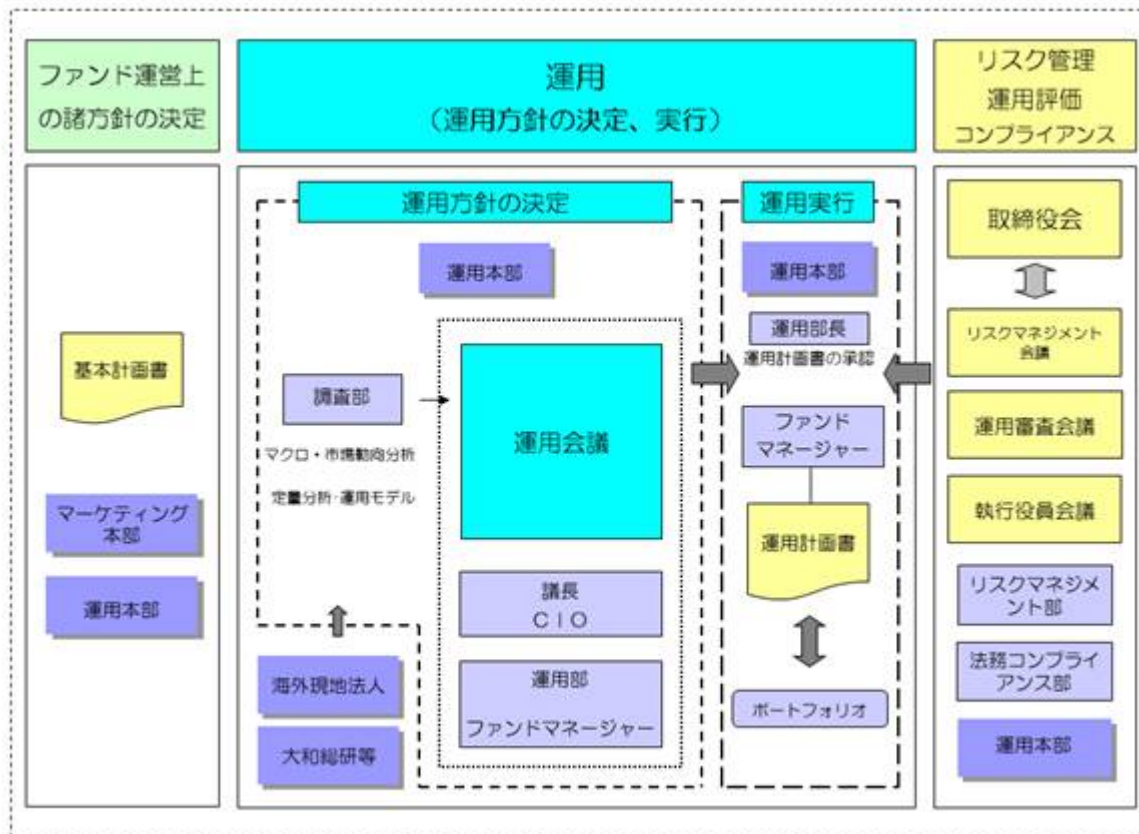 ファンド運営上
の諸方針の決定
運用
(運用方針の決定、実行)
リスク管理
運用評価
コンプライアンス
基本計画書
マーケティング
本部
運用本部
運用方針の決定
運用本部
調査部
マクロ・市場動向分析
定量分析・運用モデル
運用会議
議長
CIO
運用部
ファンドマネージャー
海外現地法人
大和総研等
運用実行
運用本部
運用部長
運用計画書の承認
ファンド
マネージャー
運用計画書
ポートフォリオ
取締役会
リスクマネジメント
会議
運用審査会議
執行役員会議
リスクマネジメ
ント部
法務コンプライ
アンス部
運用本部